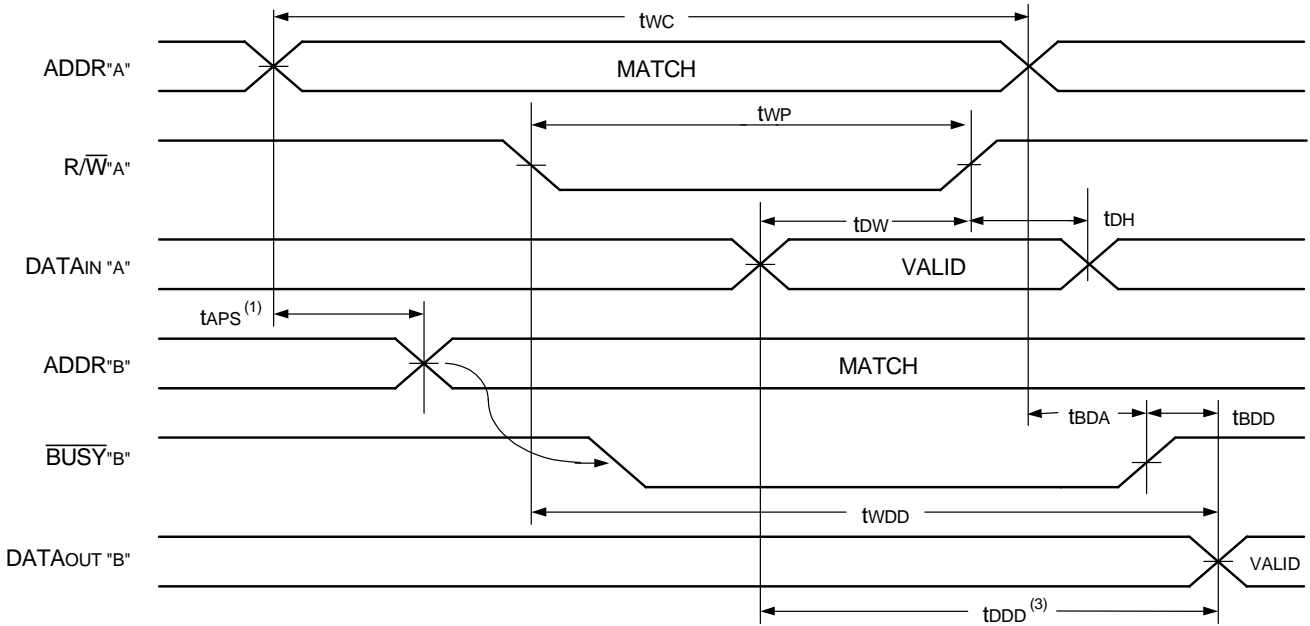 tWC
ADDR"A"
MATCH
tWP
R/W̅"A"
tDW
tDH
DATAIN "A"
VALID
tAPS (1)
ADDR"B"
MATCH
tBDA
tBDD
B̅U̅S̅Y̅"B"
tWDD
DATAOUT "B"
VALID
tDDD (3)